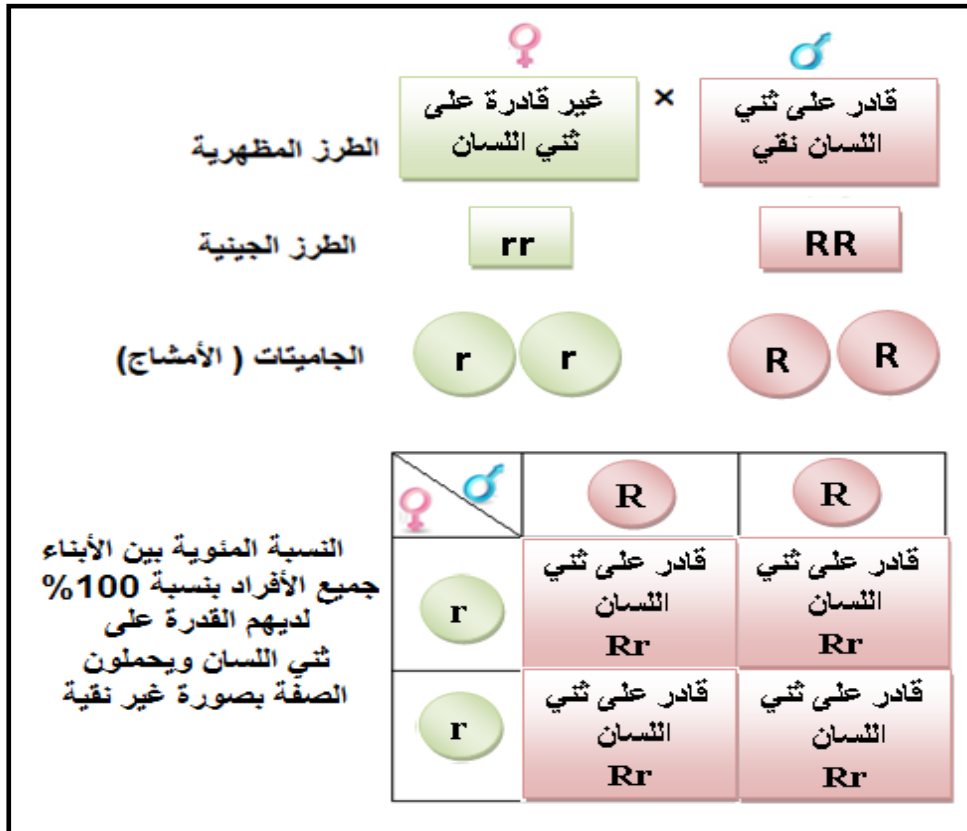 قادر على ثني
اللسان نقي
×
غير قادرة على
ثني اللسان
الطرز المظهرية
RR
rr
الطرز الجينية
R R
r r
الجاميتات ( الأمشاج)
R R
r
قادر على ثني
اللسان
Rr
قادر على ثني
اللسان
Rr
r
قادر على ثني
اللسان
Rr
قادر على ثني
اللسان
Rr
النسبة المئوية بين الأبناء
جميع الأفراد بنسبة 100%
لديهم القدرة على
ثني اللسان ويحملون
الصفة بصورة غير نقية